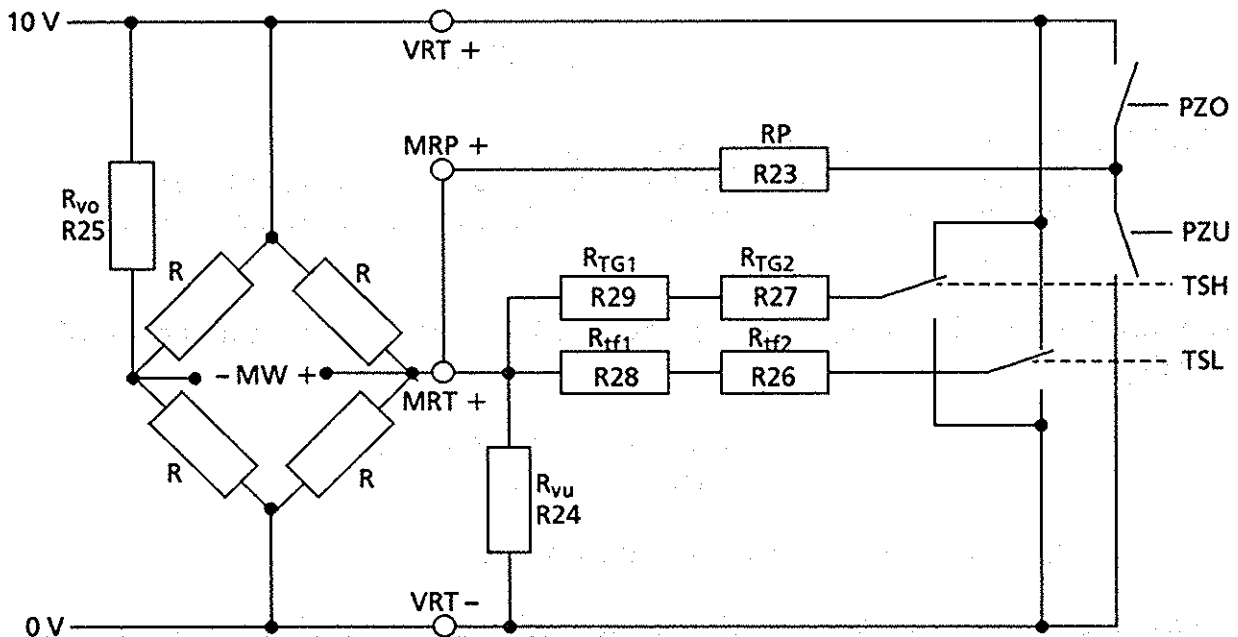 10 V
VRT +
PZO
MRP +
RP
R23
Rvo
R25
R
R
PZU
RTG1
R29
RTG2
R27
TSH
Rtf1
R28
Rtf2
R26
TSL
- MW +
MRT +
R
R
Rvu
R24
VRT -
0 V